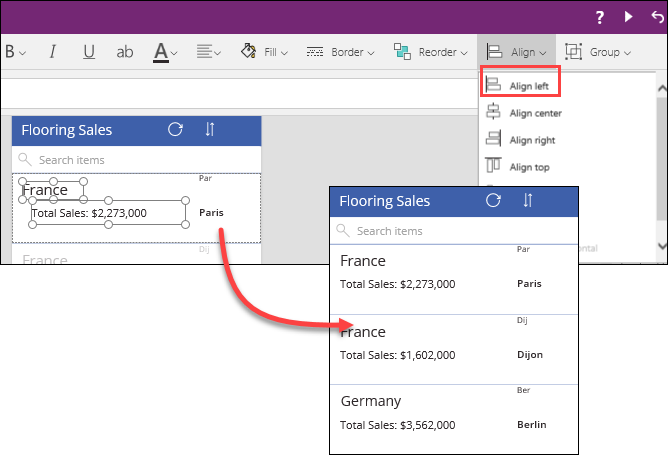 ?
B I U ab A Fill Border Reorder Align Group
Align left
Align center
Align right
Align top
Flooring Sales
Search items
Par
France
Total Sales: $2,273,000 Paris
Dij
France
Flooring Sales
Search items
Par
France
Total Sales: $2,273,000 Paris
Dij
France
Total Sales: $1,602,000 Dijon
Ber
Germany
Total Sales: $3,562,000 Berlin